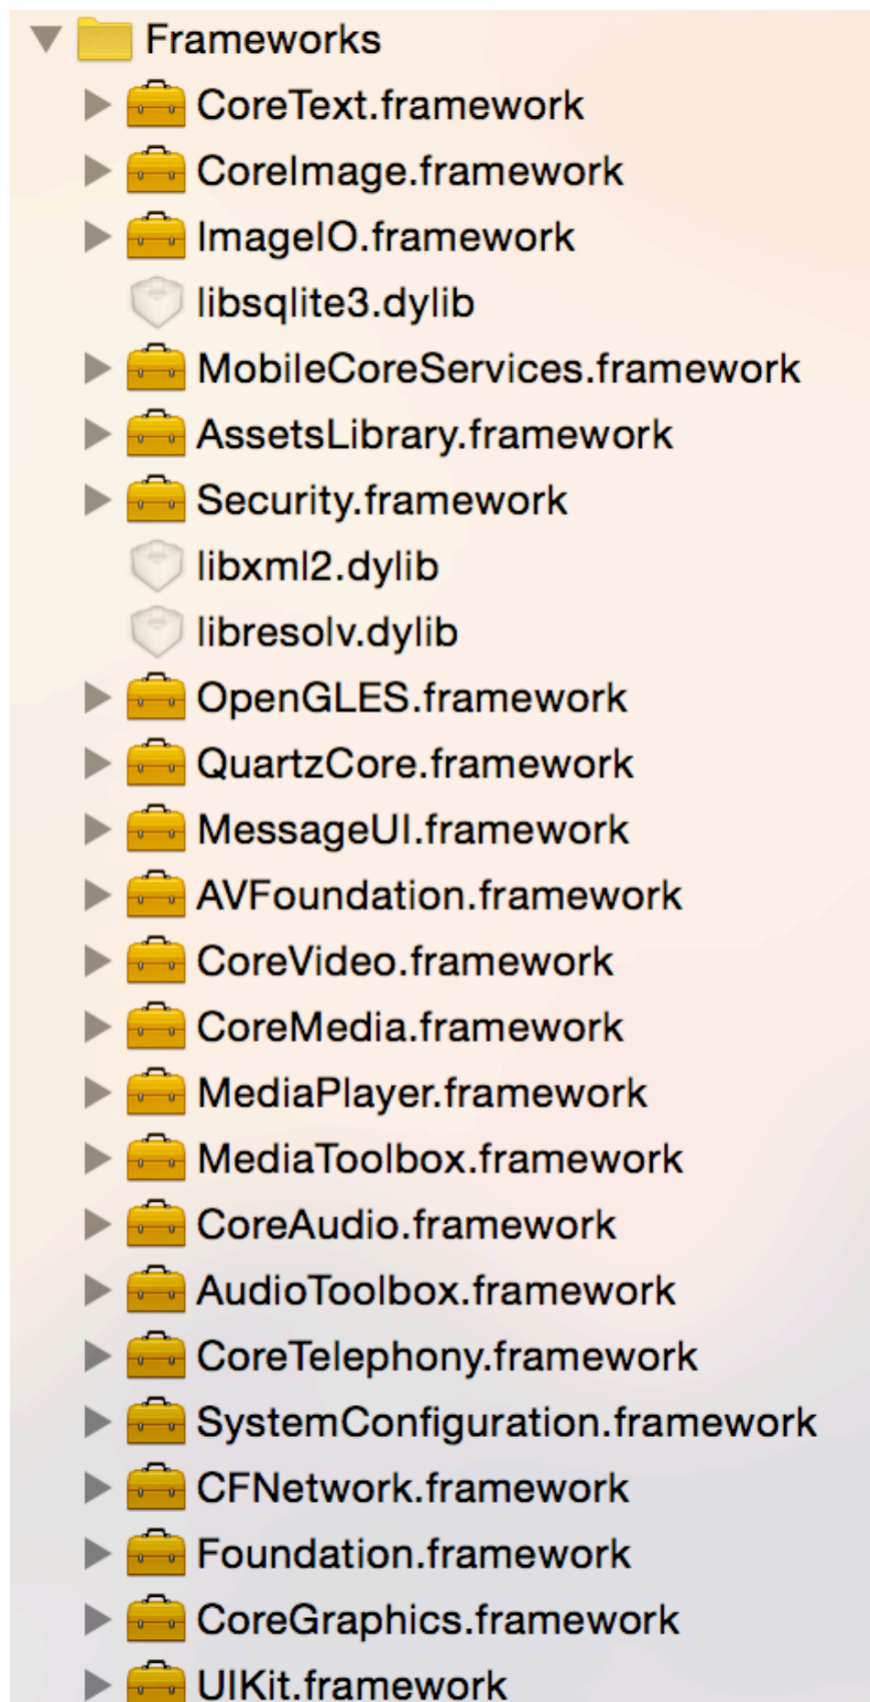 Frameworks
CoreText.framework
CoreImage.framework
ImageIO.framework
libsqlite3.dylib
MobileCoreServices.framework
AssetsLibrary.framework
Security.framework
libxml2.dylib
libresolv.dylib
OpenGLES.framework
QuartzCore.framework
MessageUI.framework
AVFoundation.framework
CoreVideo.framework
CoreMedia.framework
MediaPlayer.framework
MediaToolbox.framework
CoreAudio.framework
AudioToolbox.framework
CoreTelephony.framework
SystemConfiguration.framework
CFNetwork.framework
Foundation.framework
CoreGraphics.framework
UIKit.framework